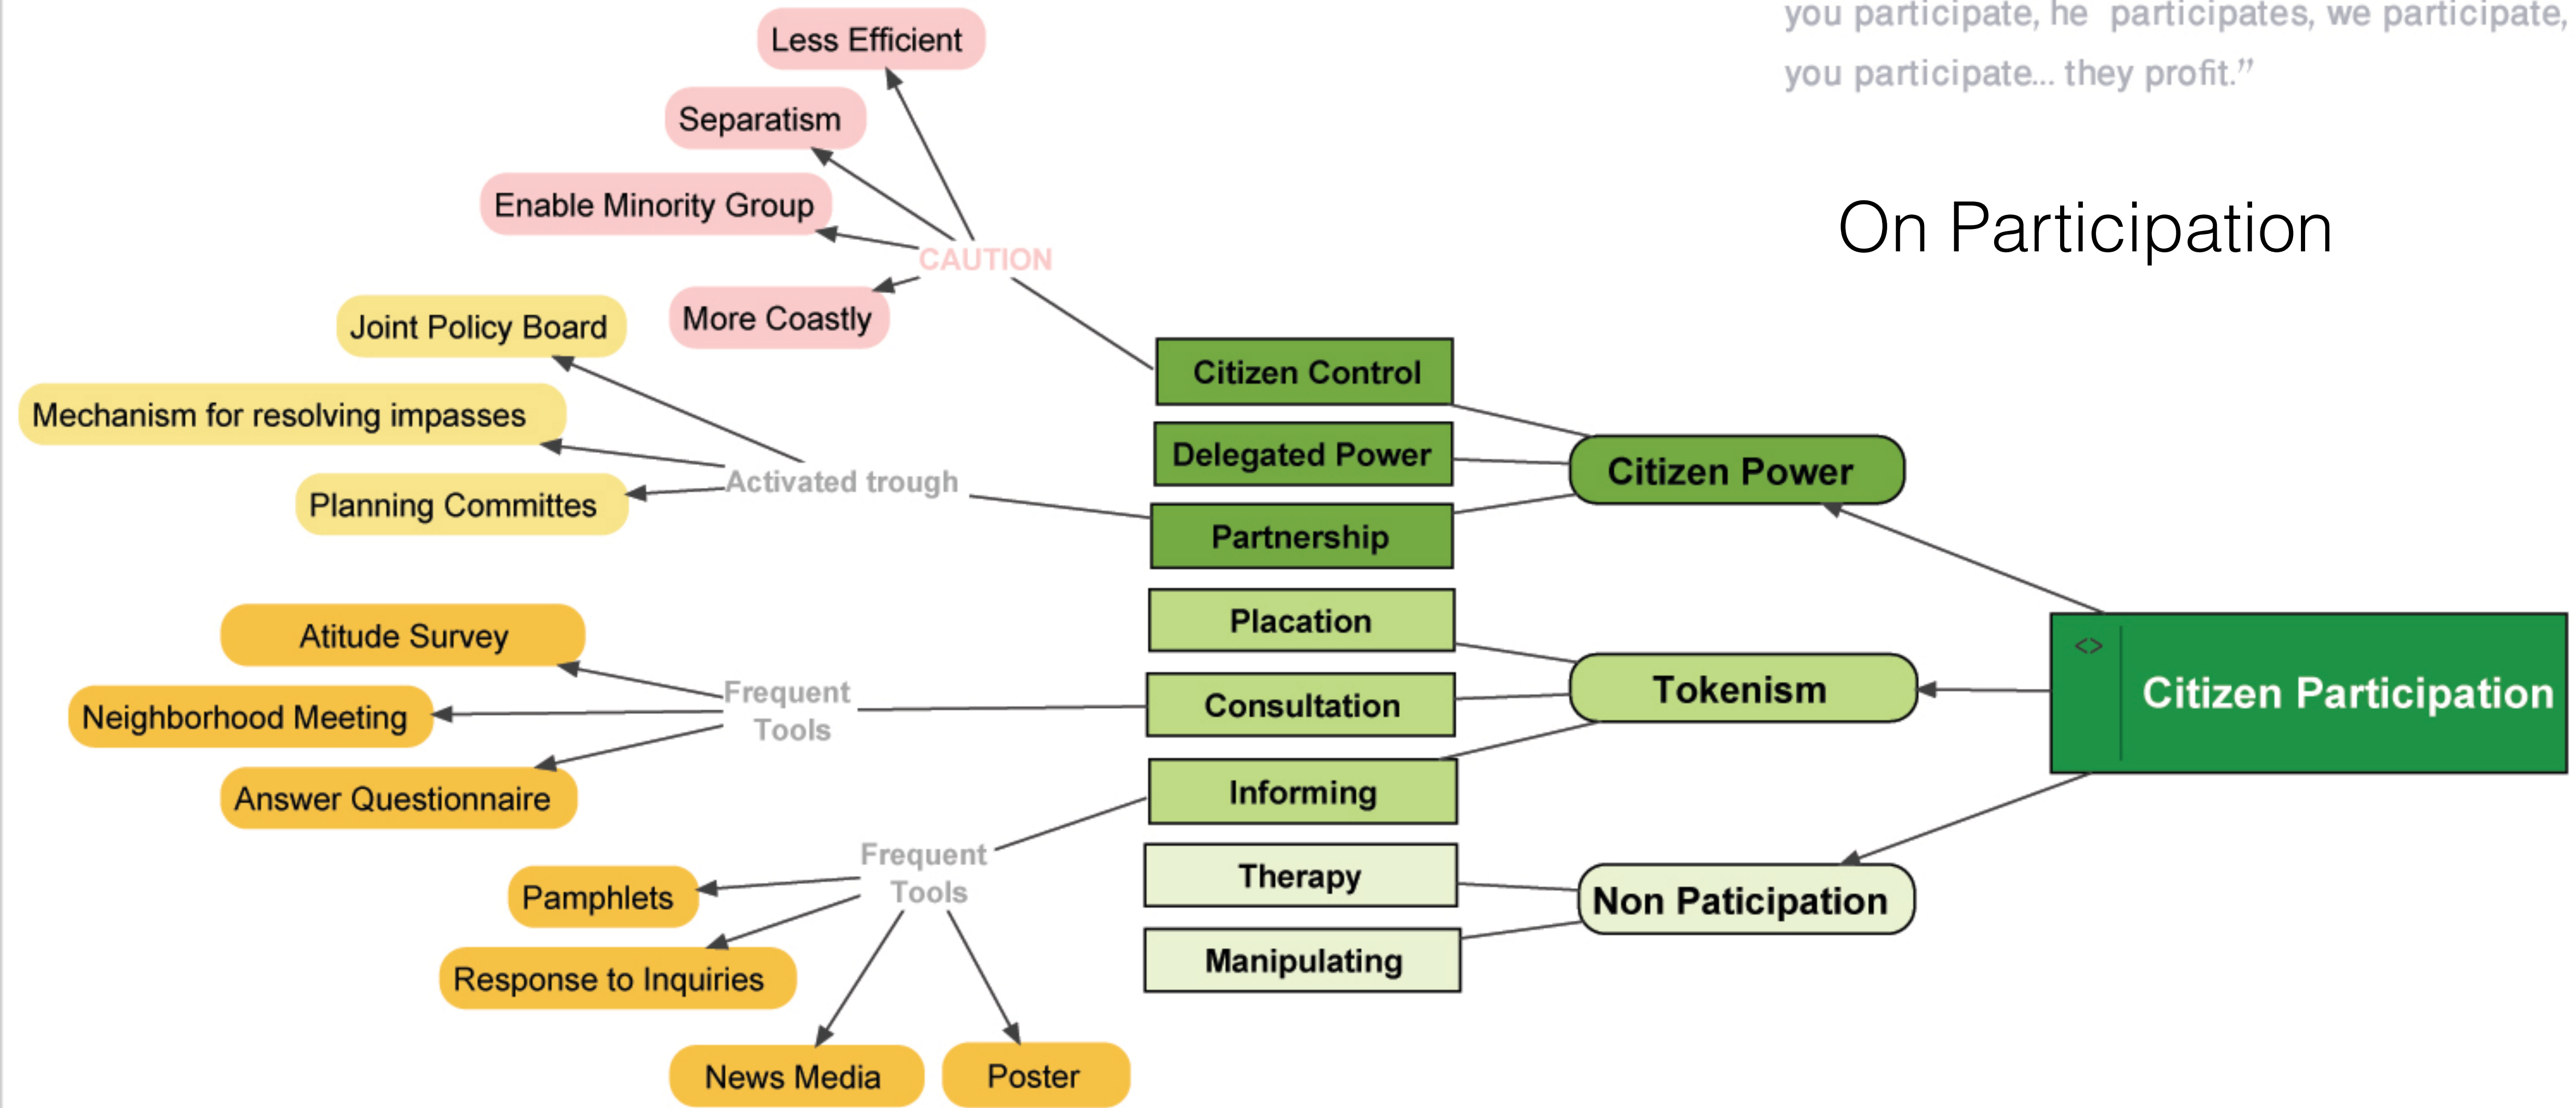 you participate, he participates, we participate,
you participate... they profit.”
On Participation
Less Efficient
Separatism
Enable Minority Group
CAUTION
More Coastly
Joint Policy Board
Mechanism for resolving impasses
Activated trough
Planning Committes
Citizen Control
Delegated Power
Partnership
Citizen Power
Placation
Consultation
Informing
Tokenism
<>
Citizen Participation
Atitude Survey
Neighborhood Meeting
Answer Questionnaire
Frequent
Tools
Therapy
Manipulating
Non Paticipation
Frequent
Tools
Pamphlets
Response to Inquiries
News Media
Poster